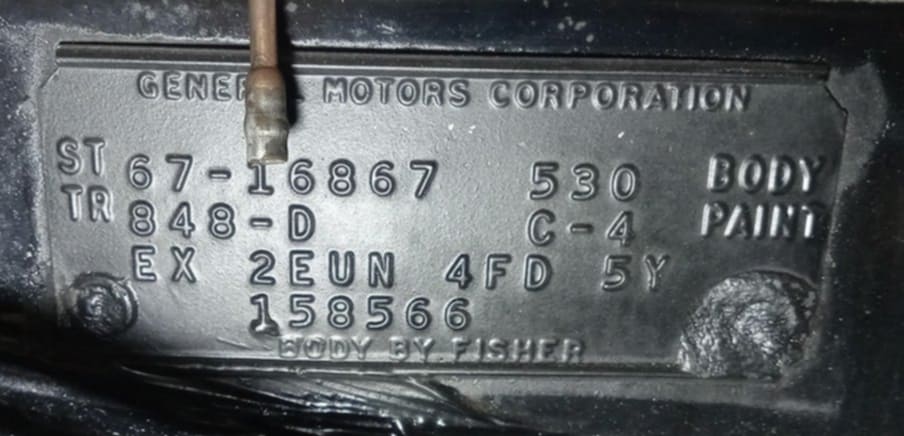 GENER MOTORS CORPORATION
ST 67-16867 530 BODY
TR 848-D C-4 PAINT
EX 2EUN 4FD 5Y
158566
BODY BY FISHER